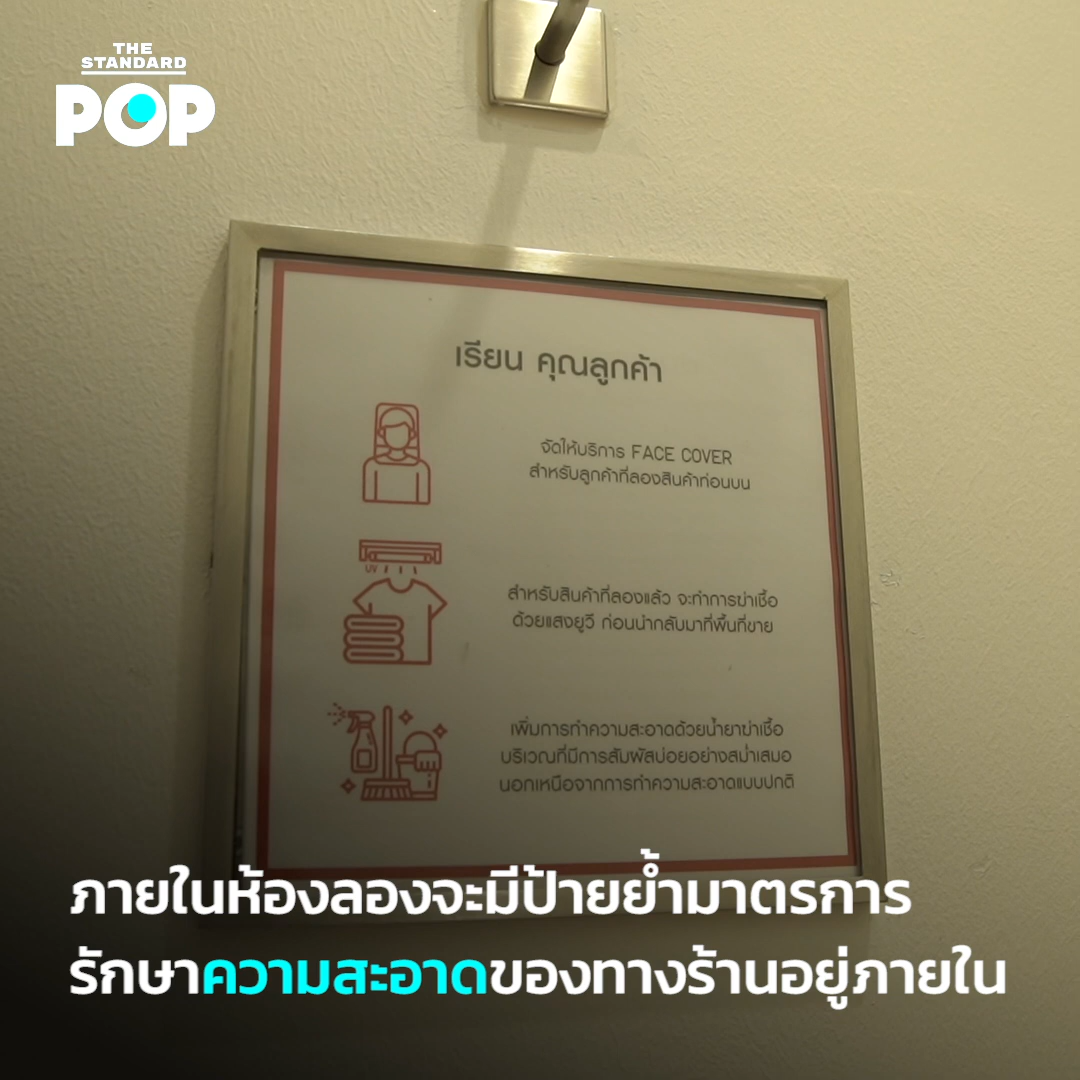 THE
STANDARD
POP
เรียน คุณลูกค้า
จัดให้บริการ FACE COVER
สำหรับลูกค้าที่ลองสินค้าท่อนบน
UV
สำหรับสินค้าที่ลองแล้ว จะทำการฆ่าเชื้อ
ด้วยแสงยูวี ก่อนนำกลับมาที่พื้นที่ขาย
เพิ่มการทำความสะอาดด้วยน้ำยาฆ่าเชื้อ
บริเวณที่มีการสัมผัสบ่อยอย่างสม่ำเสมอ
นอกเหนือจากการทำความสะอาดแบบปกติ
ภายในห้องลองจะมีป้ายย้ำมาตรการ
รักษาความสะอาดของทางร้านอยู่ภายใน